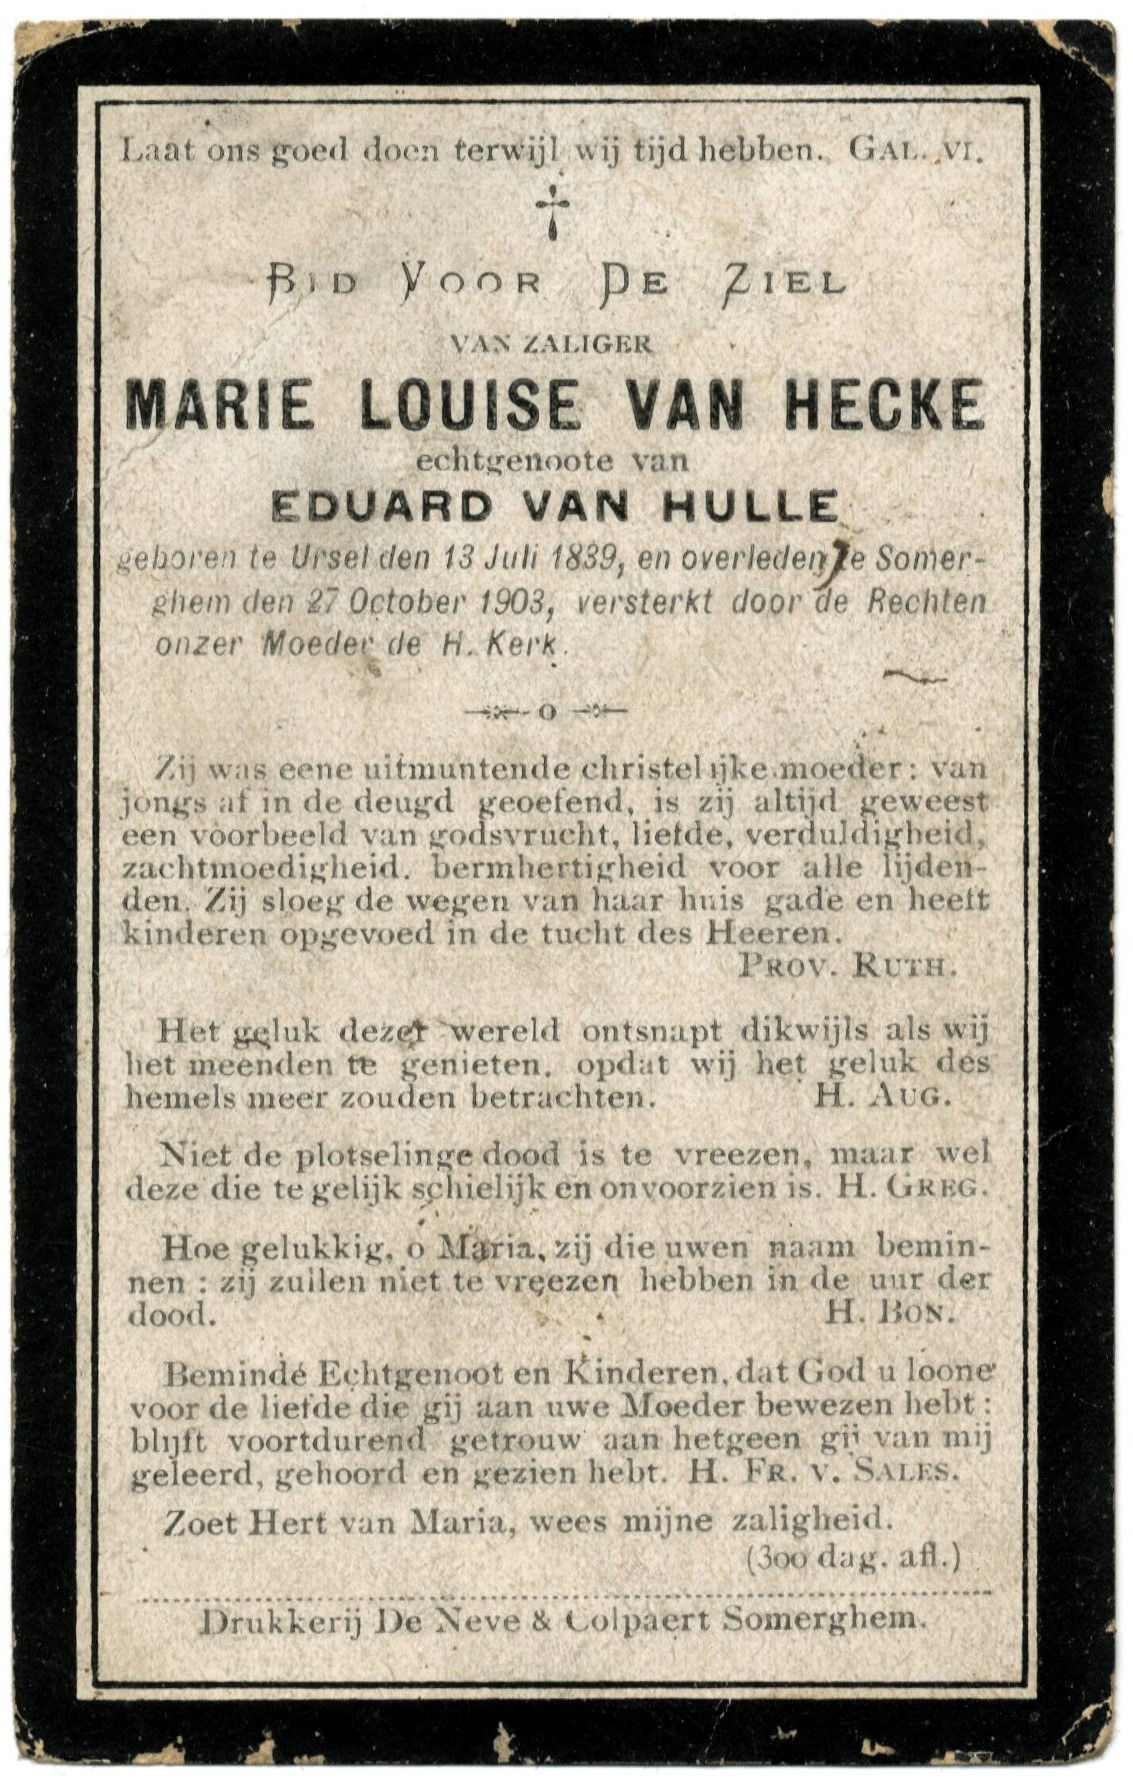 Laat ons goed doen terwijl wij tijd hebben. GAL. VI.
BID VOOR DE ZIEL
VAN ZALIGER
MARIE LOUISE VAN HECKE
echtgenoote van
EDUARD VAN HULLE
geboren te Ursel den 13 Juli 1839, en overleden te Somer-
ghem den 27 October 1903, versterkt door de Rechten
onzer Moeder de H. Kerk.
o
Zij was eene uitmuntende christelijke moeder : van
jongs af in de deugd geoefend, is zij altijd geweest
een voorbeeld van godsvrucht, liefde, verduldigheid,
zachtmoedigheid. bermhertigheid voor alle lijden-
den. Zij sloeg de wegen van haar huis gade en heeft
kinderen opgevoed in de tucht des Heeren.
PROV. RUTH.
Het geluk dezer wereld ontsnapt dikwijls als wij
het meenden te genieten, opdat wij het geluk des
hemels meer zouden betrachten. H. AUG.
Niet de plotselinge dood is te vreezen, maar wel
deze die te gelijk schielijk en onvoorzien is. H. GREG.
Hoe gelukkig, o Maria, zij die uwen naam bemin-
nen : zij zullen niet te vreezen hebben in de uur der
dood. H. BON.
Beminde Echtgenoot en Kinderen, dat God u loone
voor de liefde die gij aan uwe Moeder bewezen hebt :
blijft voortdurend getrouw aan hetgeen gij van mij
geleerd, gehoord en gezien hebt. H. FR. V. SALES.
Zoet Hert van Maria, wees mijne zaligheid.
(300 dag. afl.)
Drukkerij De Neve & Colpaert Somerghem.